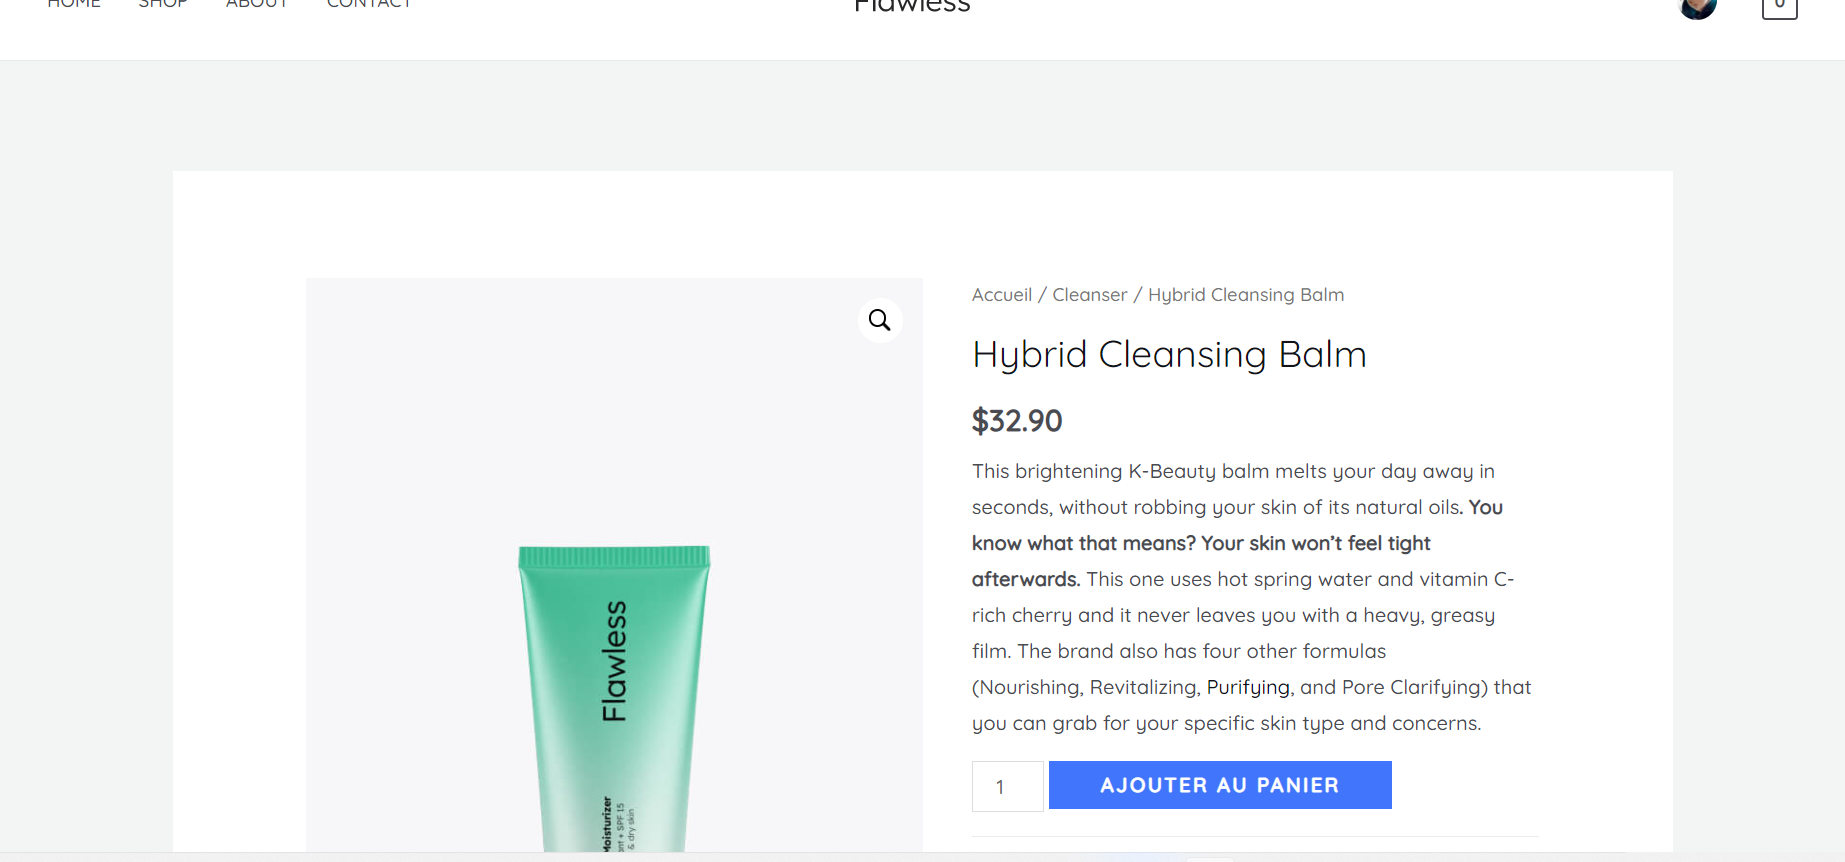 HOME SHOP ABOUT CONTACT
Flawless
0
Accueil / Cleanser / Hybrid Cleansing Balm
Hybrid Cleansing Balm
$32.90
This brightening K-Beauty balm melts your day away in
seconds, without robbing your skin of its natural oils. You
know what that means? Your skin won’t feel tight
afterwards. This one uses hot spring water and vitamin C-
rich cherry and it never leaves you with a heavy, greasy
film. The brand also has four other formulas
(Nourishing, Revitalizing, Purifying, and Pore Clarifying) that
you can grab for your specific skin type and concerns.
1 AJOUTER AU PANIER
Flawless
Moisturizer
+ SPF 15
& dry skin